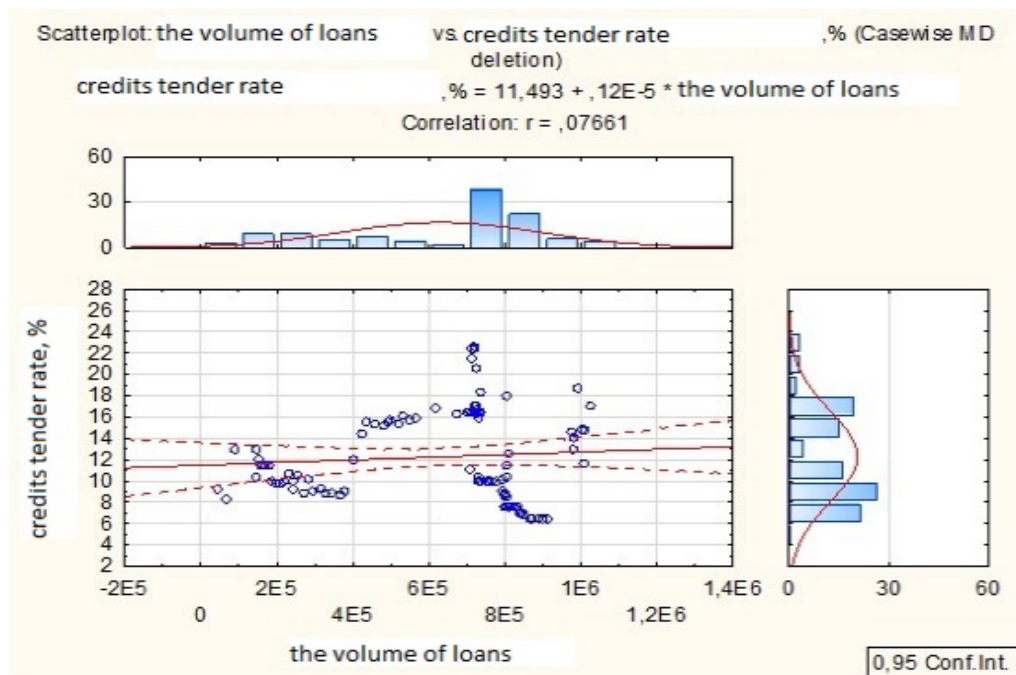 Scatterplot: the volume of loans vs. credits tender rate ,% (Casewise MD
deletion)
credits tender rate ,% = 11,493 + ,12E-5 * the volume of loans
Correlation: r = ,07661
60
30
0
28
26
24
22
20
18
16
14
12
10
8
6
4
2
credits tender rate, %
-2E5 2E5 6E5 1E6 1,4E6
0 4E5 8E5 1,2E6
the volume of loans
0 30 60
0,95 Conf.Int.